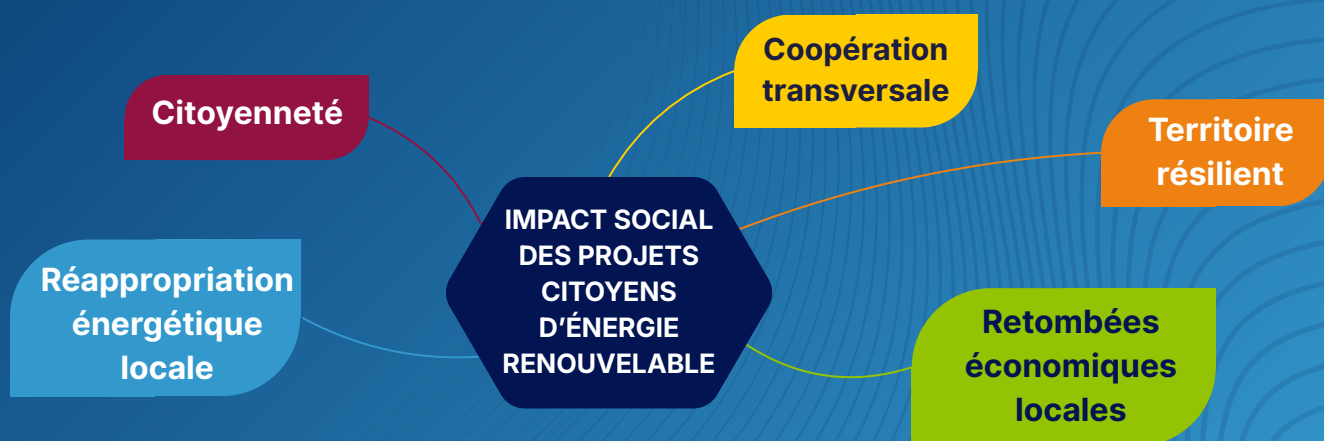 Coopération
transversale
Citoyenneté
Territoire
résilient
IMPACT SOCIAL
DES PROJETS
CITOYENS
D’ÉNERGIE
RENOUVELABLE
Réappropriation
énergétique
locale
Retombées
économiques
locales